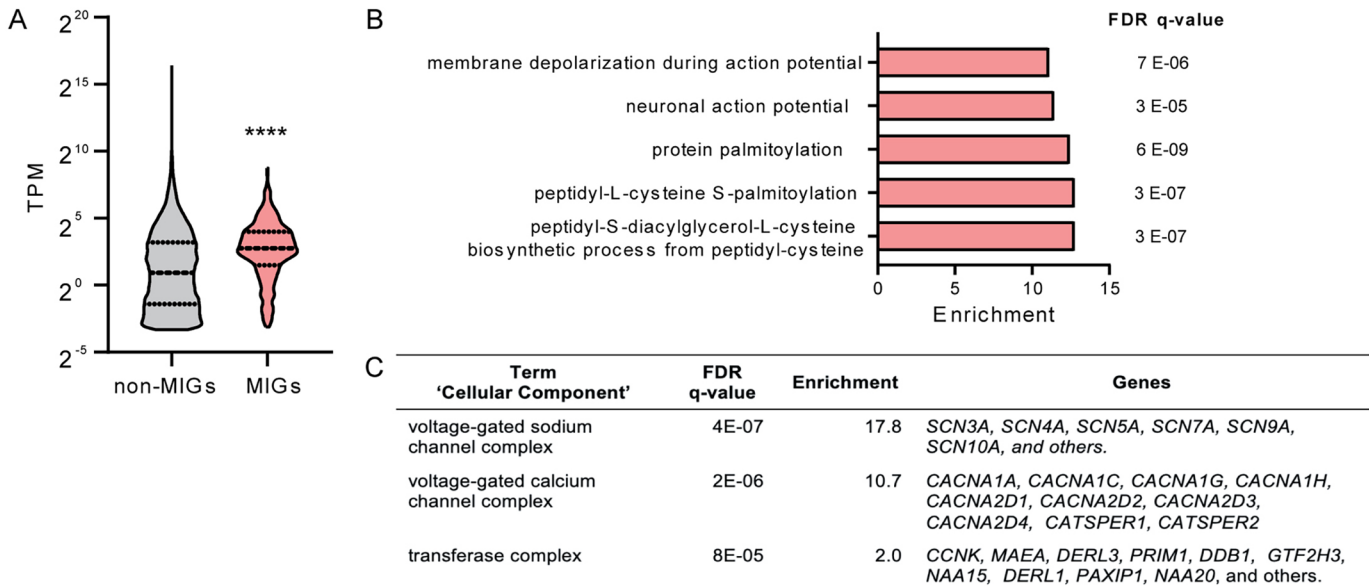 A
2^20
2^15
2^10
2^5
2^0
2^-5
TPM
****
non-MIGs MIGs
B
FDR q-value
membrane depolarization during action potential 7 E-06
neuronal action potential 3 E-05
protein palmitoylation 6 E-09
peptidyl-L-cysteine S-palmitoylation 3 E-07
peptidyl-S-diacylglycerol-L-cysteine
biosynthetic process from peptidyl-cysteine 3 E-07
0 5 10 15
Enrichment
C
Term FDR Enrichment Genes
'Cellular Component' q-value
voltage-gated sodium 4E-07 17.8 SCN3A, SCN4A, SCN5A, SCN7A, SCN9A,
channel complex SCN10A, and others.
voltage-gated calcium 2E-06 10.7 CACNA1A, CACNA1C, CACNA1G, CACNA1H,
channel complex CACNA2D1, CACNA2D2, CACNA2D3,
CACNA2D4, CATSPER1, CATSPER2
transferase complex 8E-05 2.0 CCNK, MAEA, DERL3, PRIM1, DDB1, GTF2H3,
NAA15, DERL1, PAXIP1, NAA20, and others.